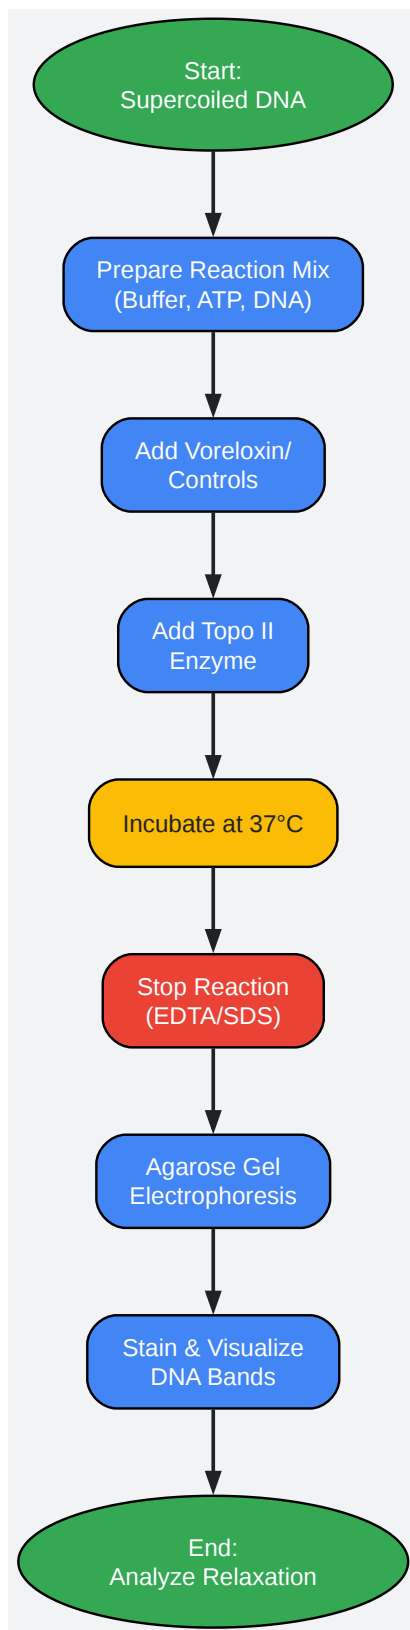 Start:
Supercoiled DNA
Prepare Reaction Mix
(Buffer, ATP, DNA)
Add Voreloxin/
Controls
Add Topo II
Enzyme
Incubate at 37°C
Stop Reaction
(EDTA/SDS)
Agarose Gel
Electrophoresis
Stain & Visualize
DNA Bands
End:
Analyze Relaxation